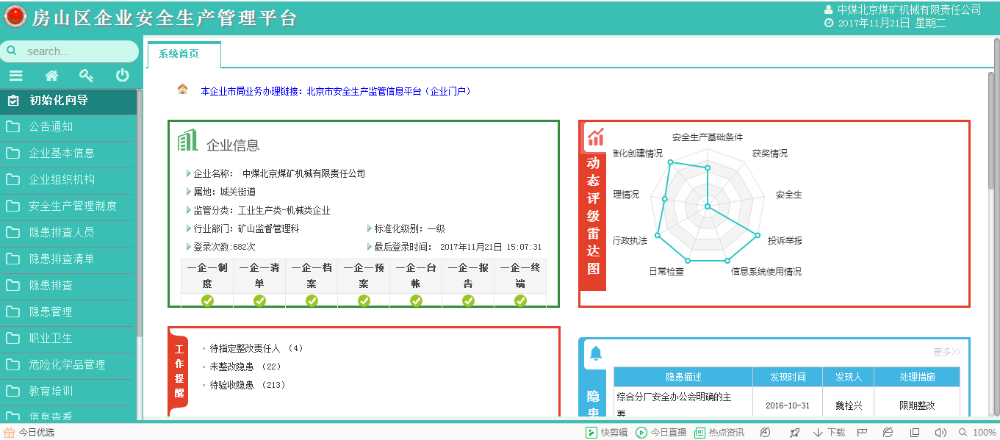 房山区企业安全生产管理平台
中煤北京煤矿机械有限责任公司
2017年11月21日 星期二
search...
系统首页
初始化向导
公告通知
企业基本信息
企业组织机构
安全生产管理制度
隐患排查人员
隐患排查清单
隐患排查
隐患管理
职业卫生
危险化学品管理
教育培训
信息查看
本企业市局业务办理链接：北京市安全生产监管信息平台（企业门户）
企业信息
企业名称： 中煤北京煤矿机械有限责任公司
属地：城关街道
监管分类：工业生产类-机械类企业
行业部门：矿山监督管理科 标准化级别：一级
登录次数:682次 最后登录时间： 2017年11月21日 15:07:31
一企一制度 一企一清单 一企一档案 一企一预案 一企一台帐 一企一报告 一企一终端
动态评级雷达图
安全生产基础条件
准化创建情况
获奖情况
理情况
安全生
行政执法
投诉举报
日常检查
信息系统使用情况
工作提醒
待指定整改责任人 （4）
未整改隐患 （22）
待验收隐患 （213）
隐患
更多>>
隐患描述 发现时间 发现人 处理措施
综合分厂安全办公会明确的主要 2016-10-31 魏栓兴 限期整改
今日优选
快剪辑 今日直播 热点资讯 下载 100%